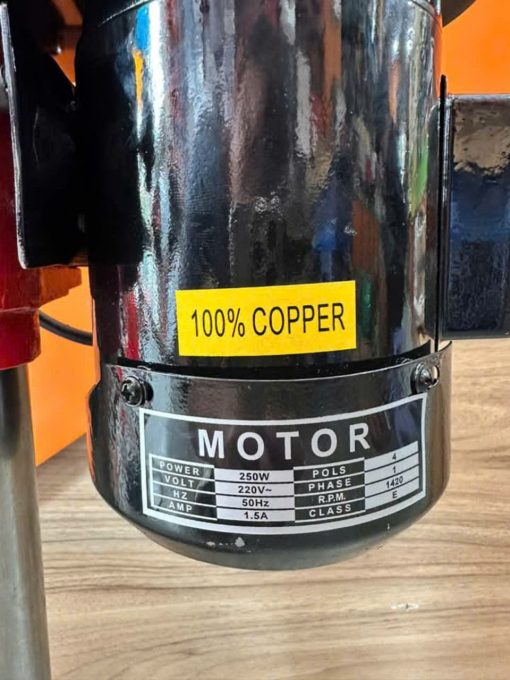 100% COPPER
MOTOR
POWER 250W POLS 4
VOLT 220V~ PHASE 1
HZ 50Hz R.P.M. 1420
AMP 1.5A CLASS E